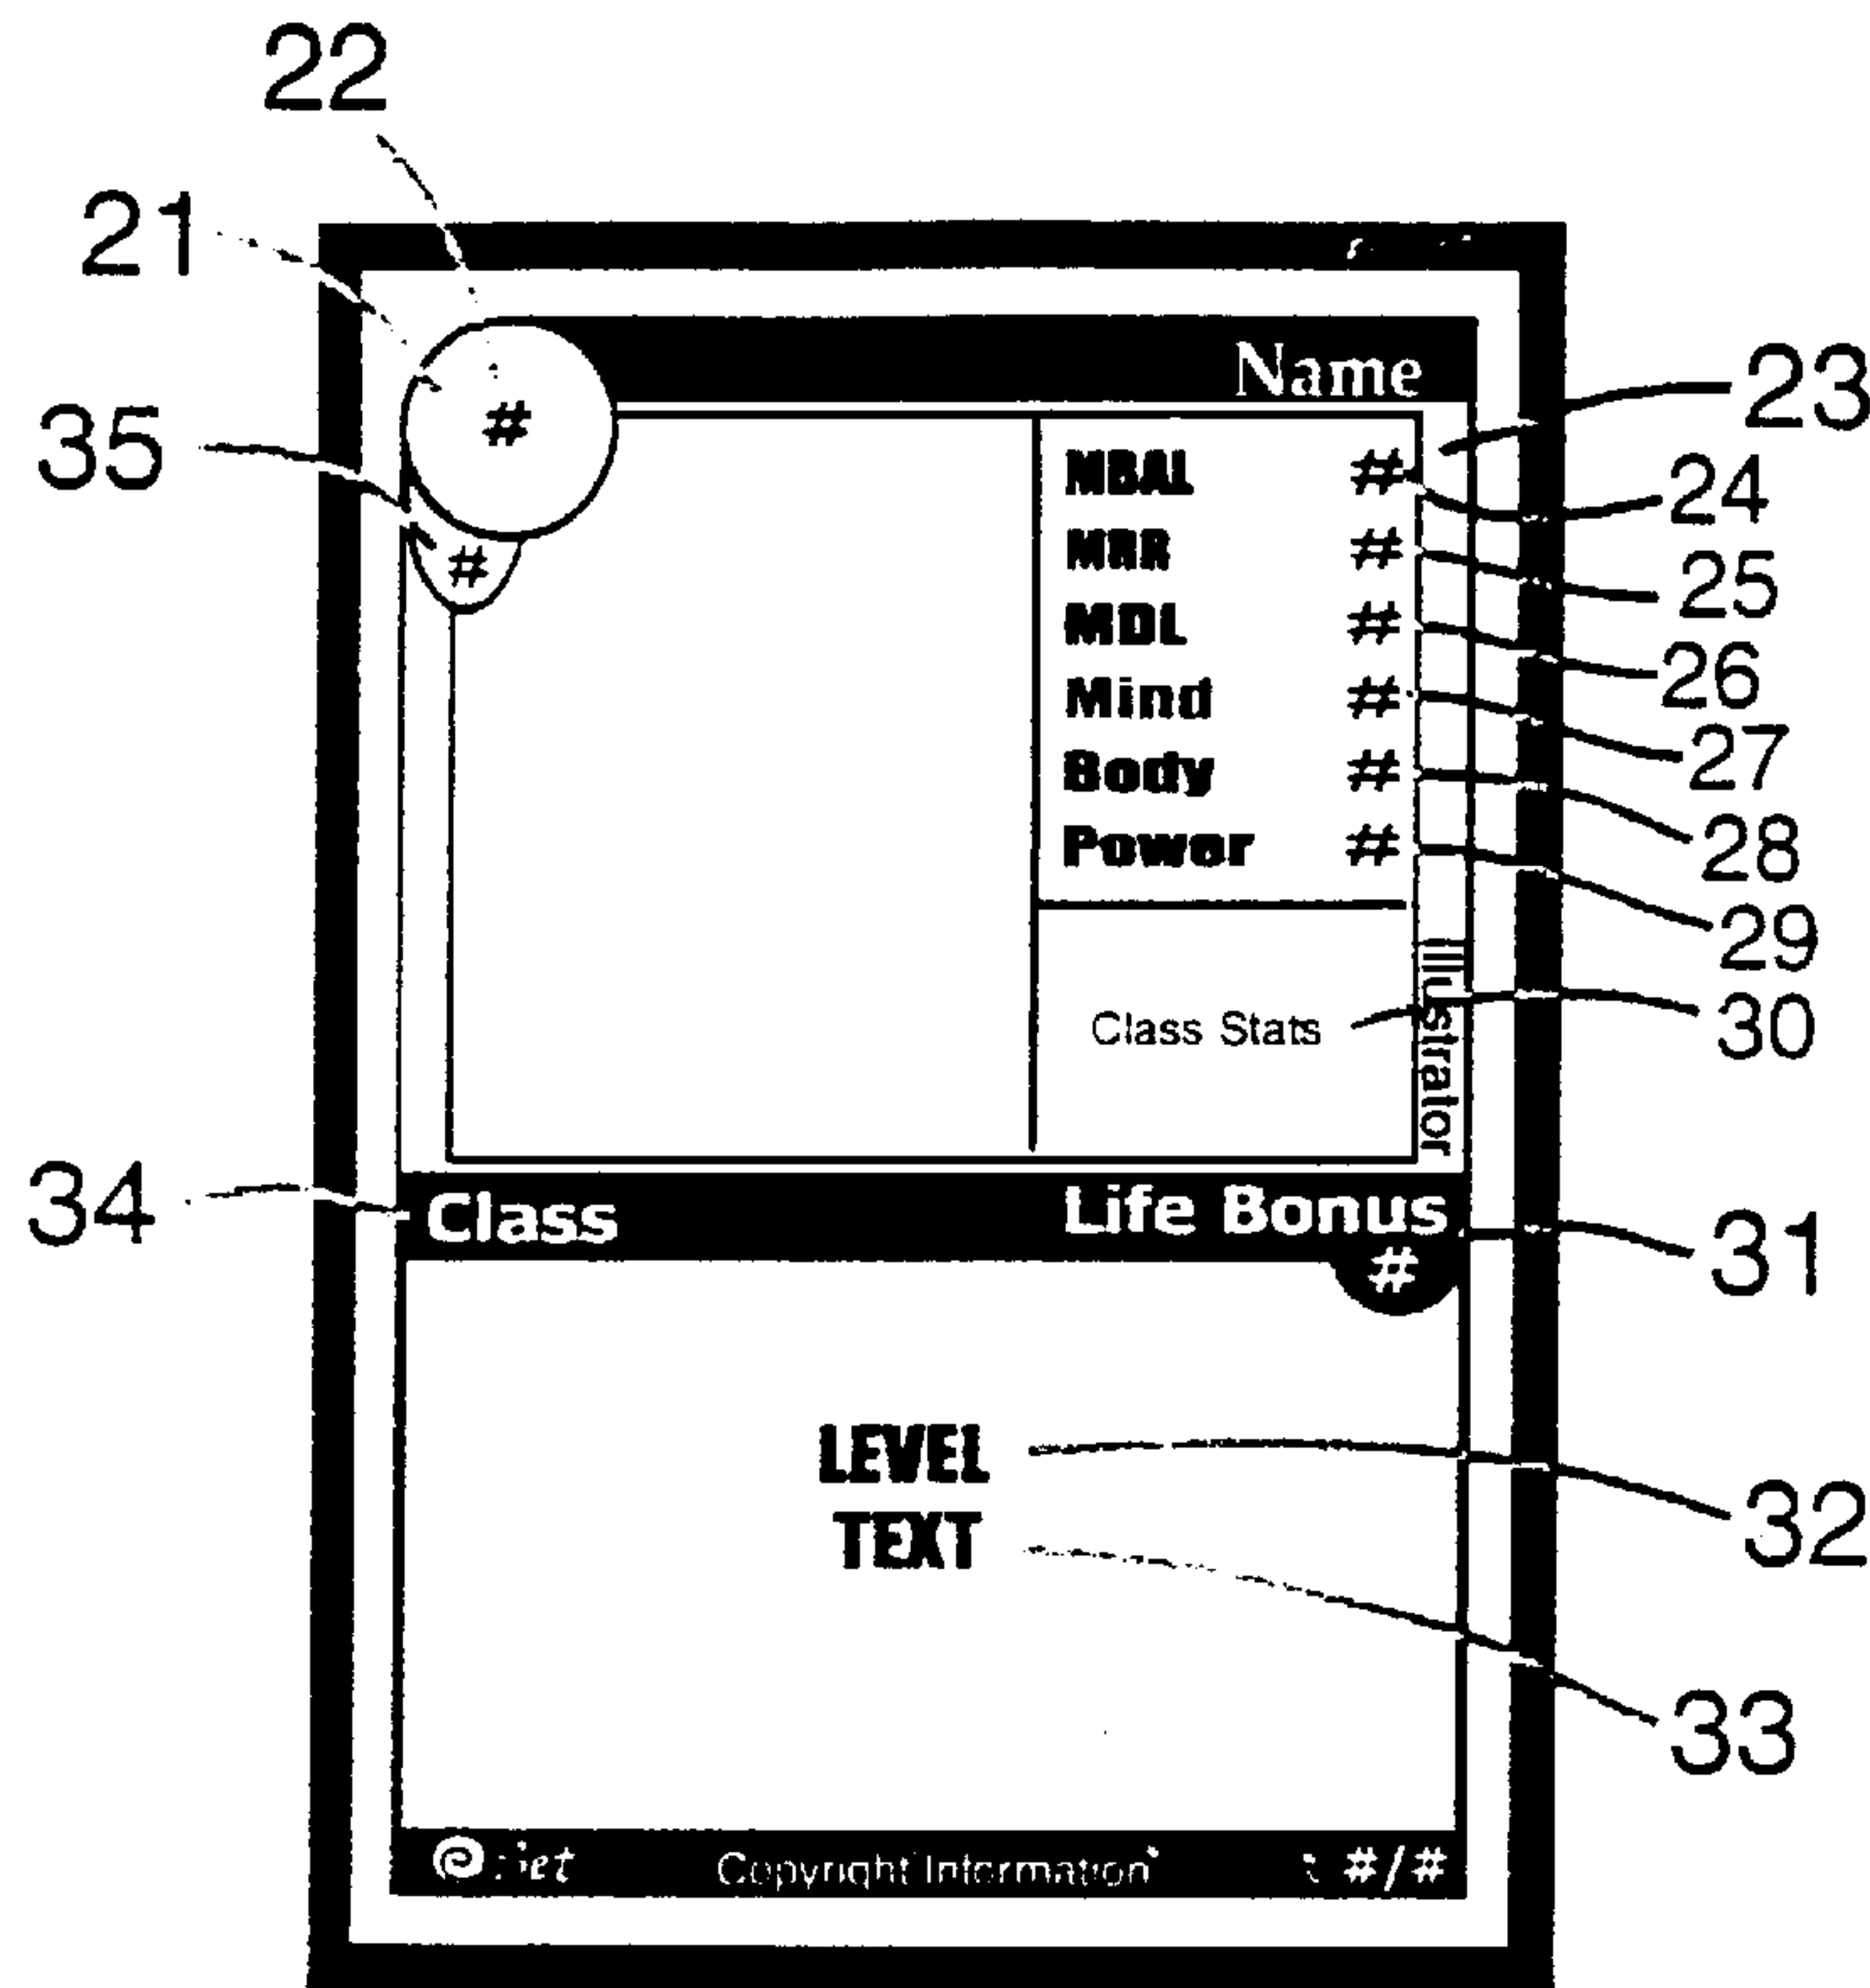 22
21
Name
23
35
#
MBAL #
24
MRR #
25
#
MDL #
26
Mind #
27
Body #
28
Power #
29
Illustrator
Class Stats
30
34
Class
Life Bonus
31
#
LEVEL
32
TEXT
33
Copyright Information
#/#